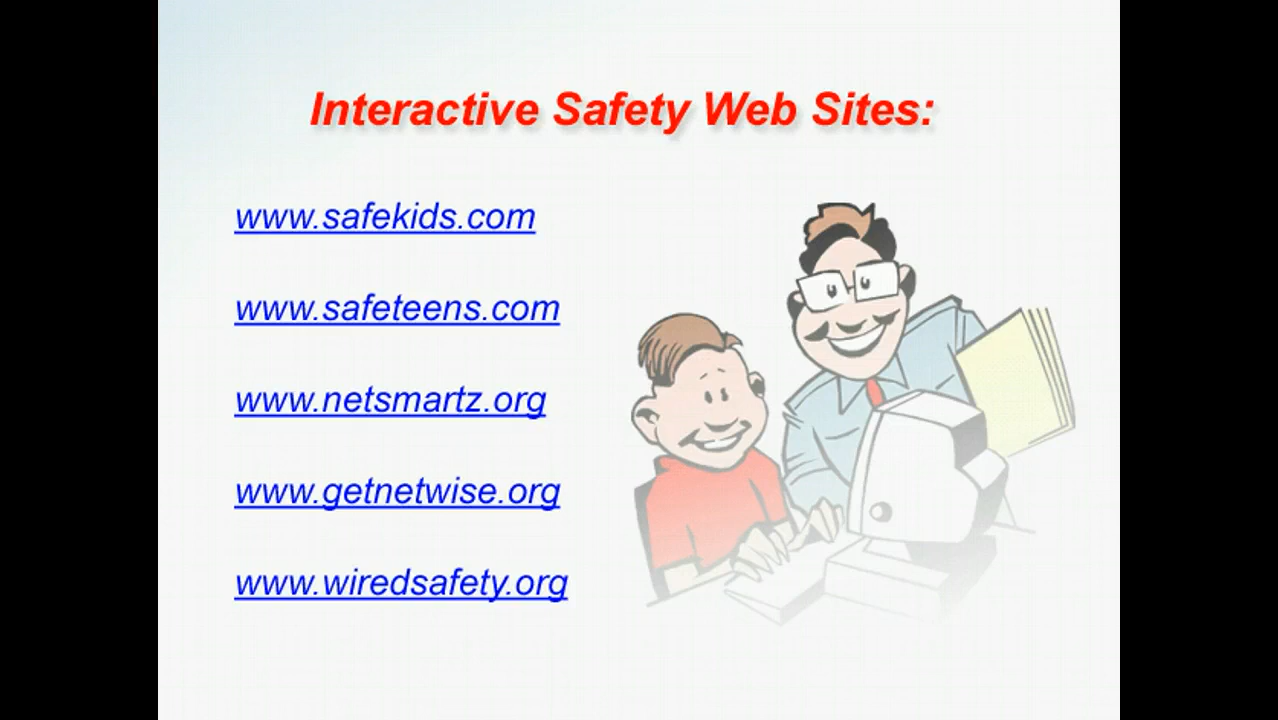 Interactive Safety Web Sites:
www.safekids.com
www.safeteens.com
www.netsmartz.org
www.getnetwise.org
www.wiredsafety.org